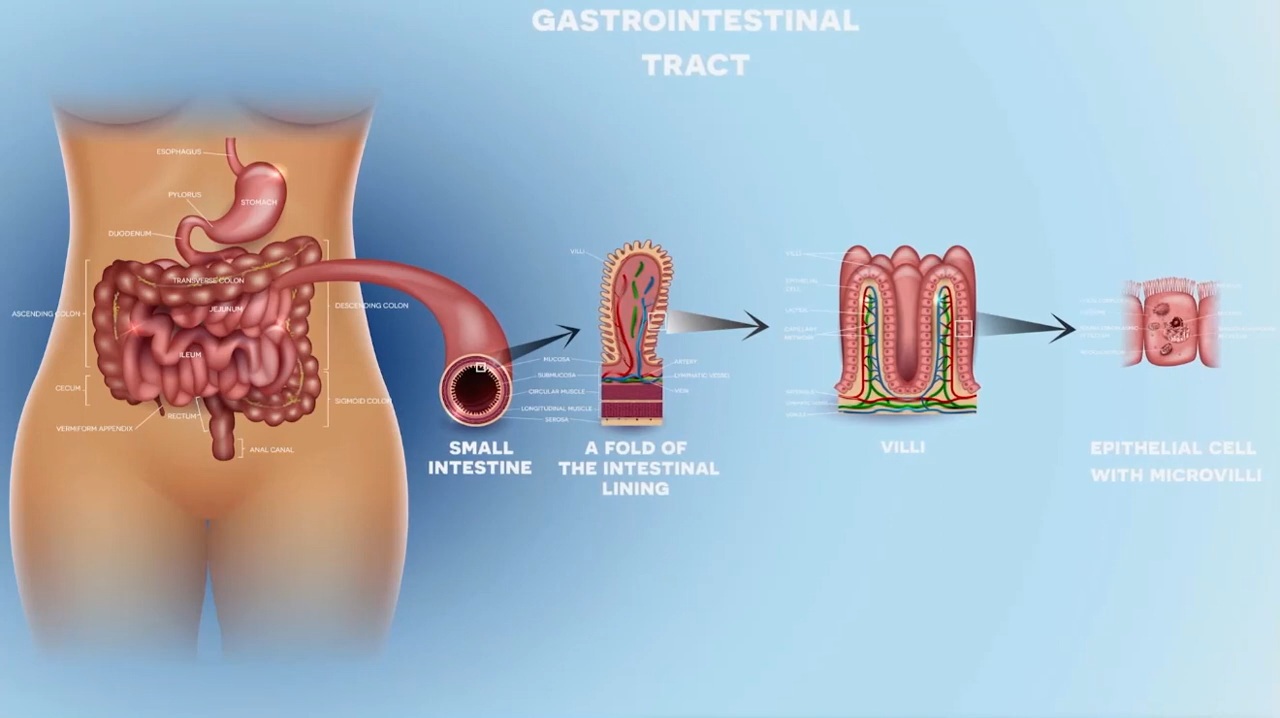 GASTROINTESTINAL
TRACT
ESOPHAGUS
PYLORUS
STOMACH
DUODENUM
TRANSVERSE COLON
JEJUNUM
ASCENDING COLON
DESCENDING COLON
ILEUM
CECUM
SIGMOID COLON
RECTUM
VERMIFORM APPENDIX
ANAL CANAL
SMALL
INTESTINE
VILLI
MUCOSA
SUBMUCOSA
CIRCULAR MUSCLE
LONGITUDINAL MUSCLE
SEROSA
ARTERY
LYMPHATIC VESSEL
VEIN
A FOLD OF
THE INTESTINAL
LINING
VILLI
EPITHELIAL
CELL
LACTEAL
CAPILLARY
NETWORK
VILLI
EPITHELIAL CELL
WITH MICROVILLI